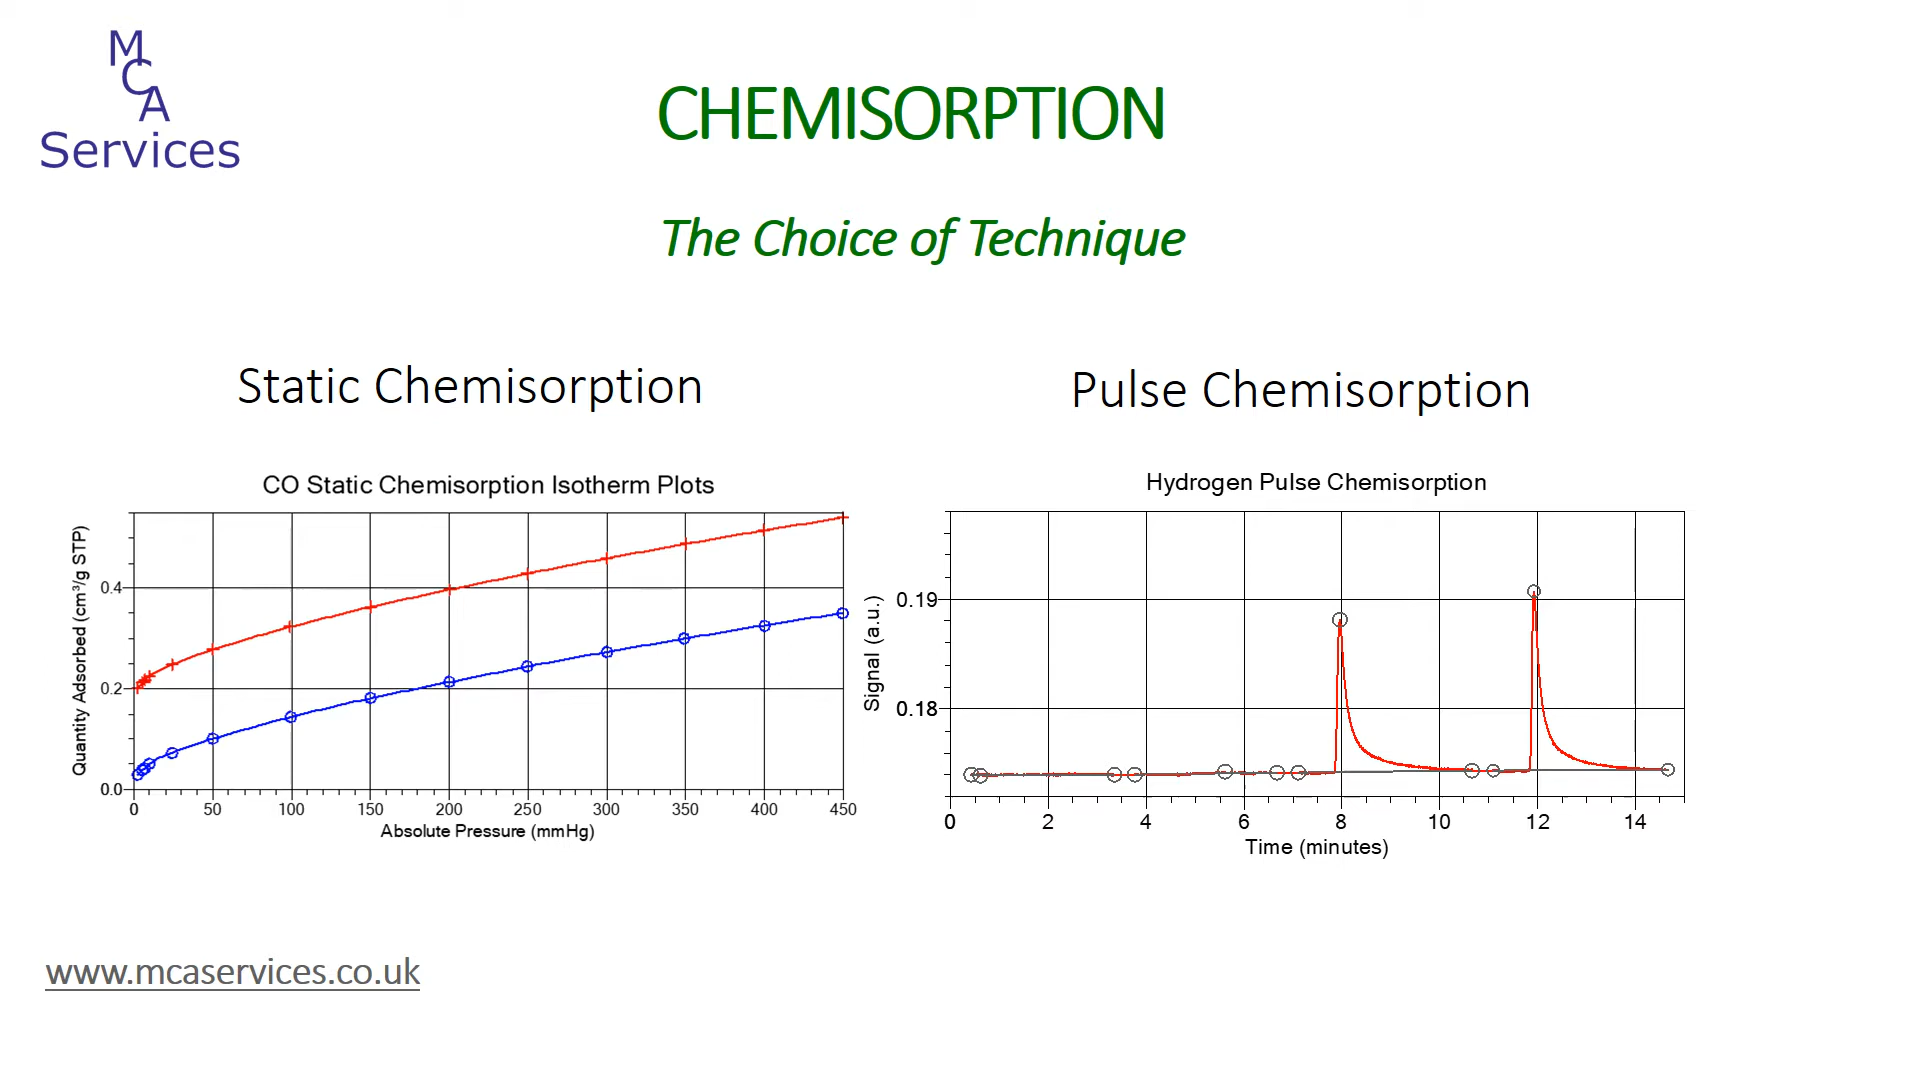 M
C
A
Services
CHEMISORPTION
The Choice of Technique
Static Chemisorption
Pulse Chemisorption
CO Static Chemisorption Isotherm Plots
Quantity Adsorbed (cm³/g STP)
0.4
0.2
0.0
0 50 100 150 200 250 300 350 400 450
Absolute Pressure (mmHg)
Hydrogen Pulse Chemisorption
Signal (a.u.)
0.19
0.18
0 2 4 6 8 10 12 14
Time (minutes)
www.mcaservices.co.uk